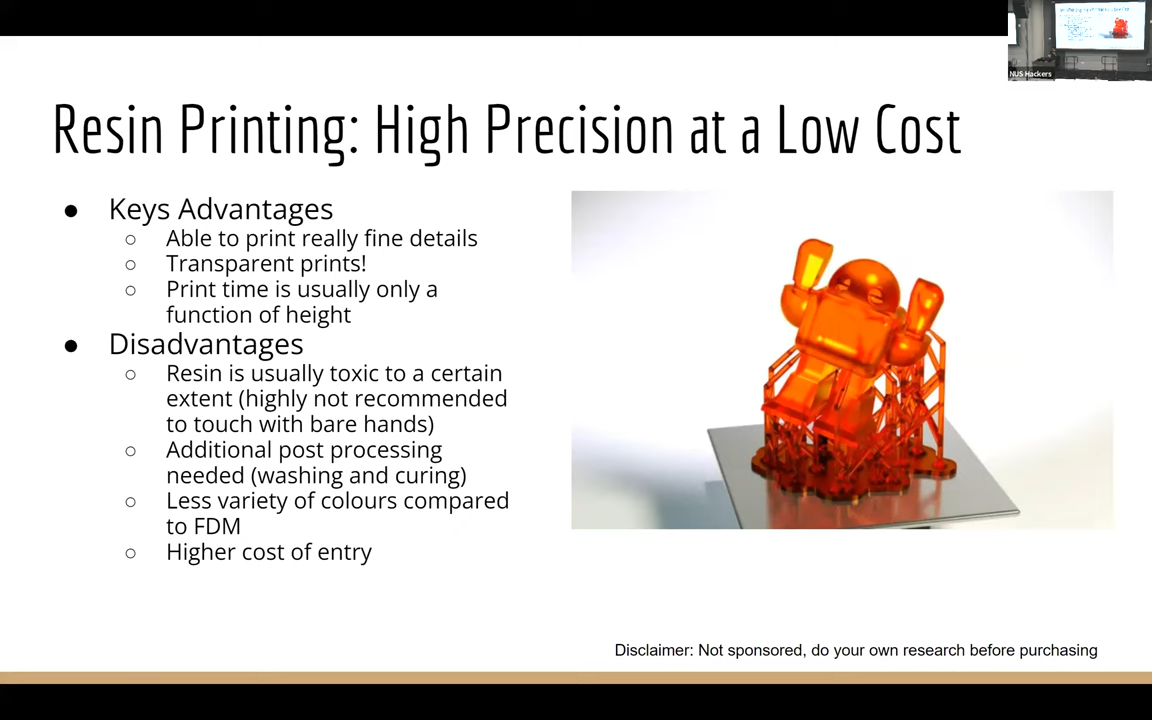 NUS Hackers
Resin Printing: High Precision at a Low Cost
● Keys Advantages
○ Able to print really fine details
○ Transparent prints!
○ Print time is usually only a
function of height
● Disadvantages
○ Resin is usually toxic to a certain
extent (highly not recommended
to touch with bare hands)
○ Additional post processing
needed (washing and curing)
○ Less variety of colours compared
to FDM
○ Higher cost of entry
Disclaimer: Not sponsored, do your own research before purchasing